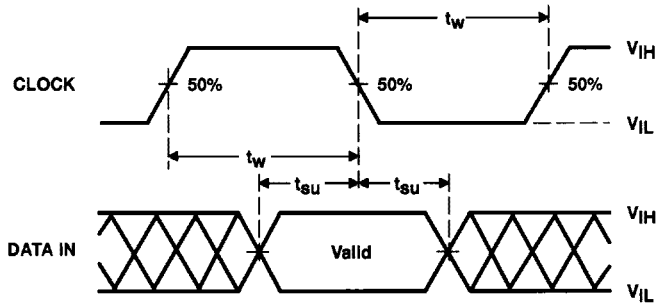 t_w
V_IH
CLOCK
50%
50%
50%
V_IL
t_w
t_su
t_su
V_IH
DATA IN
Valid
V_IL